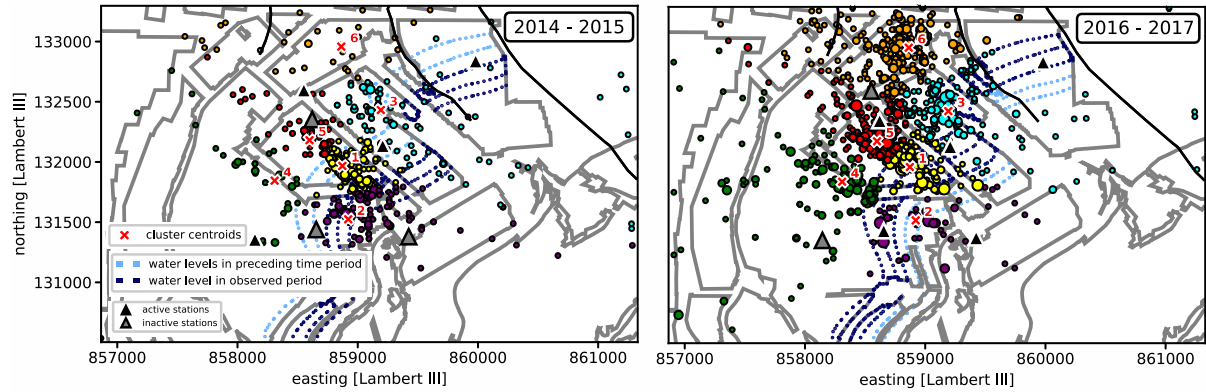 2014 - 2015
2016 - 2017
133000
132500
132000
131500
131000
northing [Lambert III]
6
3
5
1
4
2
cluster centroids
water levels in preceding time period
water level in observed period
active stations
inactive stations
857000
858000
859000
860000
861000
easting [Lambert III]
6
3
5
1
4
2
857000
858000
859000
860000
861000
easting [Lambert III]